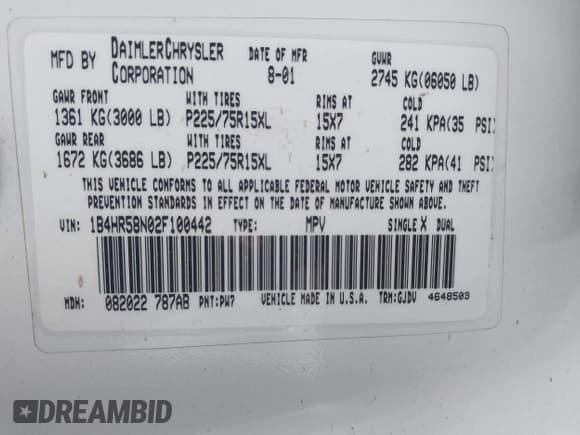 MFD BY DAIMLERCHRYSLER CORPORATION DATE OF MFR 8-01 GVWR 2745 KG(06050 LB)
GAWR FRONT WITH TIRES RIMS AT COLD
1361 KG(3000 LB) P225/75R15XL 15X7 241 KPA(35 PSI)
GAWR REAR WITH TIRES RIMS AT COLD
1672 KG(3686 LB) P225/75R15XL 15X7 282 KPA(41 PSI)
THIS VEHICLE CONFORMS TO ALL APPLICABLE FEDERAL MOTOR VEHICLE SAFETY AND THEFT
PREVENTION STANDARDS IN EFFECT ON THE DATE OF MANUFACTURE SHOWN ABOVE.
VIN: 1B4HR58N02F100442 TYPE: MPV SINGLE X DUAL
MDH: 082022 787AB PNT:PW7 VEHICLE MADE IN U.S.A. TRM:GJDV 4648503
DREAMBID